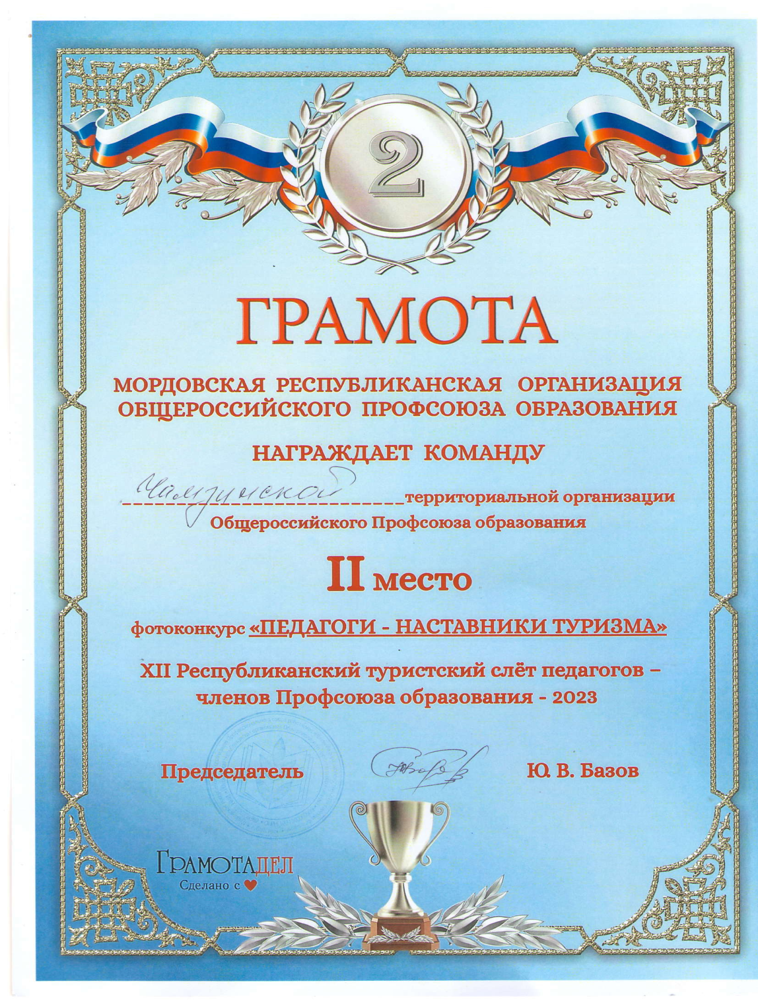 2
ГРАМОТА
МОРДОВСКАЯ РЕСПУБЛИКАНСКАЯ ОРГАНИЗАЦИЯ
ОБЩЕРОССИЙСКОГО ПРОФСОЮЗА ОБРАЗОВАНИЯ
НАГРАЖДАЕТ КОМАНДУ
Чамзинской территориальной организации
Общероссийского Профсоюза образования
II место
фотоконкурс «ПЕДАГОГИ - НАСТАВНИКИ ТУРИЗМА»
XII Республиканский туристский слёт педагогов –
членов Профсоюза образования - 2023
Председатель Ю. В. Базов
ГРАМОТАДЕЛ
Сделано с ❤